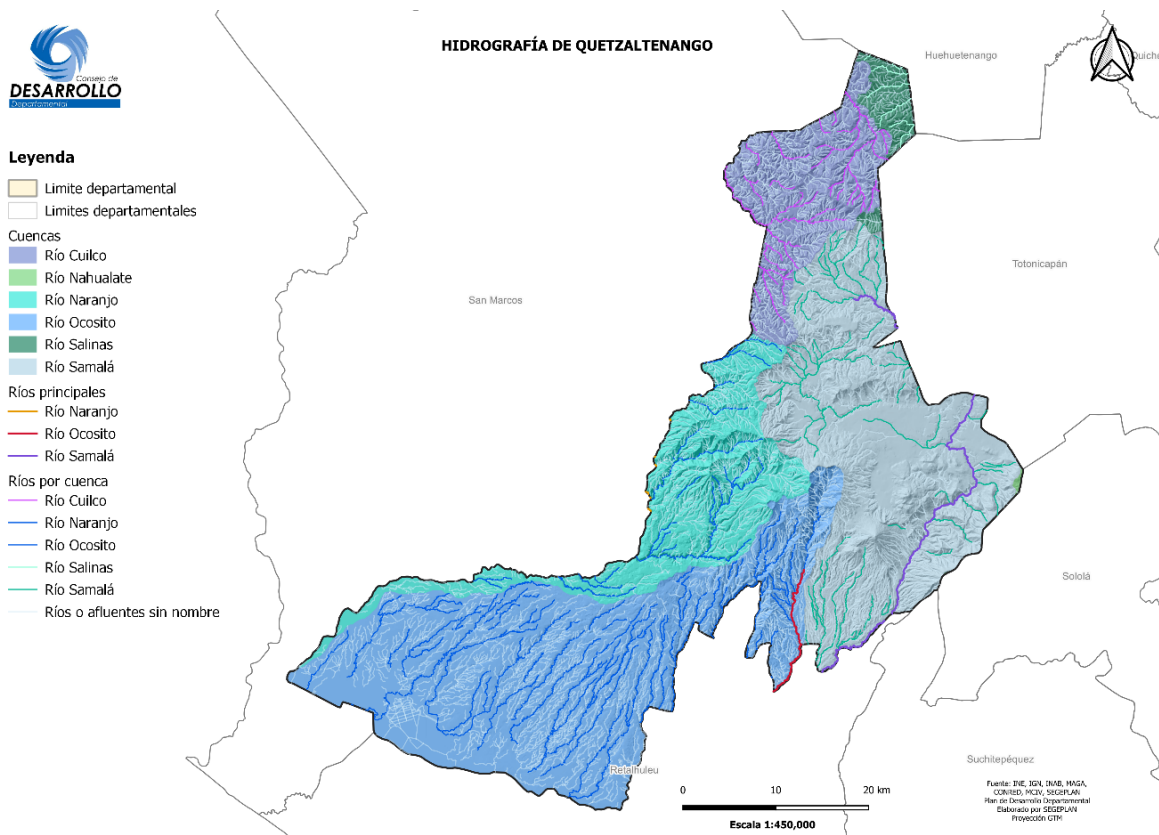 HIDROGRAFÍA DE QUETZALTENANGO
Consejo de
DESARROLLO
Departamental
Huehuetenango
Quiché
Leyenda
Limite departamental
Limites departamentales
Cuencas
Río Cuilco
Río Nahualate
Río Naranjo
Río Ocosito
Río Salinas
Río Samalá
Ríos principales
Río Naranjo
Río Ocosito
Río Samalá
Ríos por cuenca
Río Cuilco
Río Naranjo
Río Ocosito
Río Salinas
Río Samalá
Ríos o afluentes sin nombre
Totonicapán
San Marcos
Sololá
Suchitepéquez
Retalhuleu
0 10 20 km
Escala 1:450,000
Fuente: INE, IGN, INAB, MAGA,
CONRED, MCIV, SEGEPLAN
Plan de Desarrollo Departamental
Elaborado por SEGEPLAN
Proyección GTM